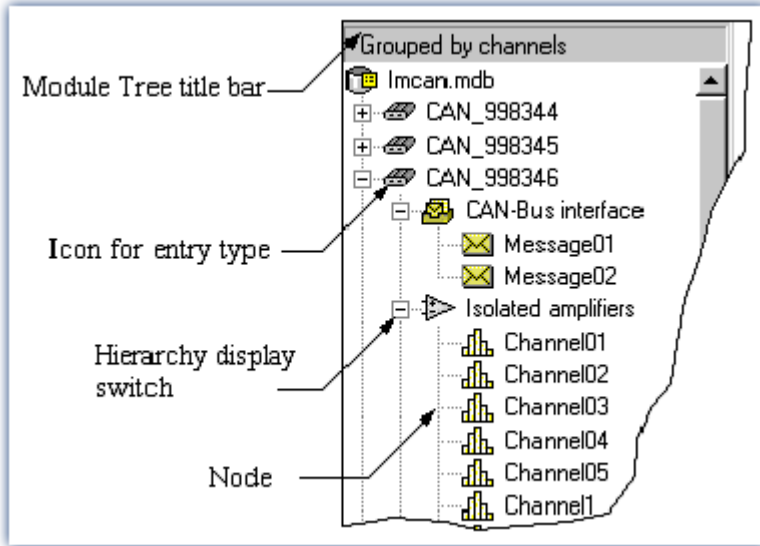 Grouped by channels
Module Tree title bar
Imcan.mdb
CAN_998344
CAN_998345
CAN_998346
CAN-Bus interface
Icon for entry type
Message01
Message02
Isolated amplifiers
Hierarchy display
switch
Channel01
Channel02
Channel03
Channel04
Node
Channel05
Channel1